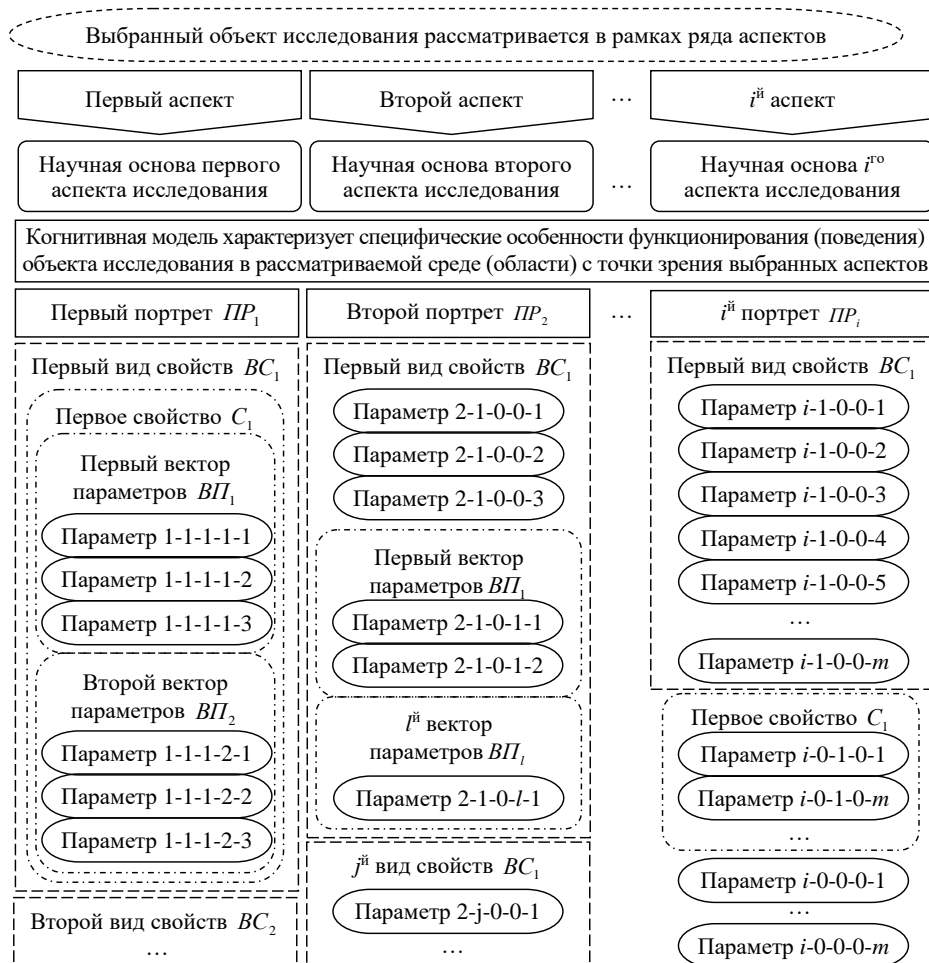 Выбранный объект исследования рассматривается в рамках ряда аспектов
Первый аспект
Второй аспект
…
iй аспект
Научная основа первого
аспекта исследования
Научная основа второго
аспекта исследования
…
Научная основа iго
аспекта исследования
Когнитивная модель характеризует специфические особенности функционирования (поведения)
объекта исследования в рассматриваемой среде (области) с точки зрения выбранных аспектов
Первый портрет ПР1
Второй портрет ПР2
…
iй портрет ПРi
Первый вид свойств ВС1
Первое свойство С1
Первый вектор
параметров ВП1
Параметр 1-1-1-1-1
Параметр 1-1-1-1-2
Параметр 1-1-1-1-3
Второй вектор
параметров ВП2
Параметр 1-1-1-2-1
Параметр 1-1-1-2-2
Параметр 1-1-1-2-3
Второй вид свойств ВС2
…
Первый вид свойств ВС1
Параметр 2-1-0-0-1
Параметр 2-1-0-0-2
Параметр 2-1-0-0-3
Первый вектор
параметров ВП1
Параметр 2-1-0-1-1
Параметр 2-1-0-1-2
lй вектор
параметров ВПl
Параметр 2-1-0-l-1
jй вид свойств ВС1
Параметр 2-j-0-0-1
…
Первый вид свойств ВС1
Параметр i-1-0-0-1
Параметр i-1-0-0-2
Параметр i-1-0-0-3
Параметр i-1-0-0-4
Параметр i-1-0-0-5
…
Параметр i-1-0-0-m
Первое свойство С1
Параметр i-0-1-0-1
Параметр i-0-1-0-m
…
Параметр i-0-0-0-1
…
Параметр i-0-0-0-m